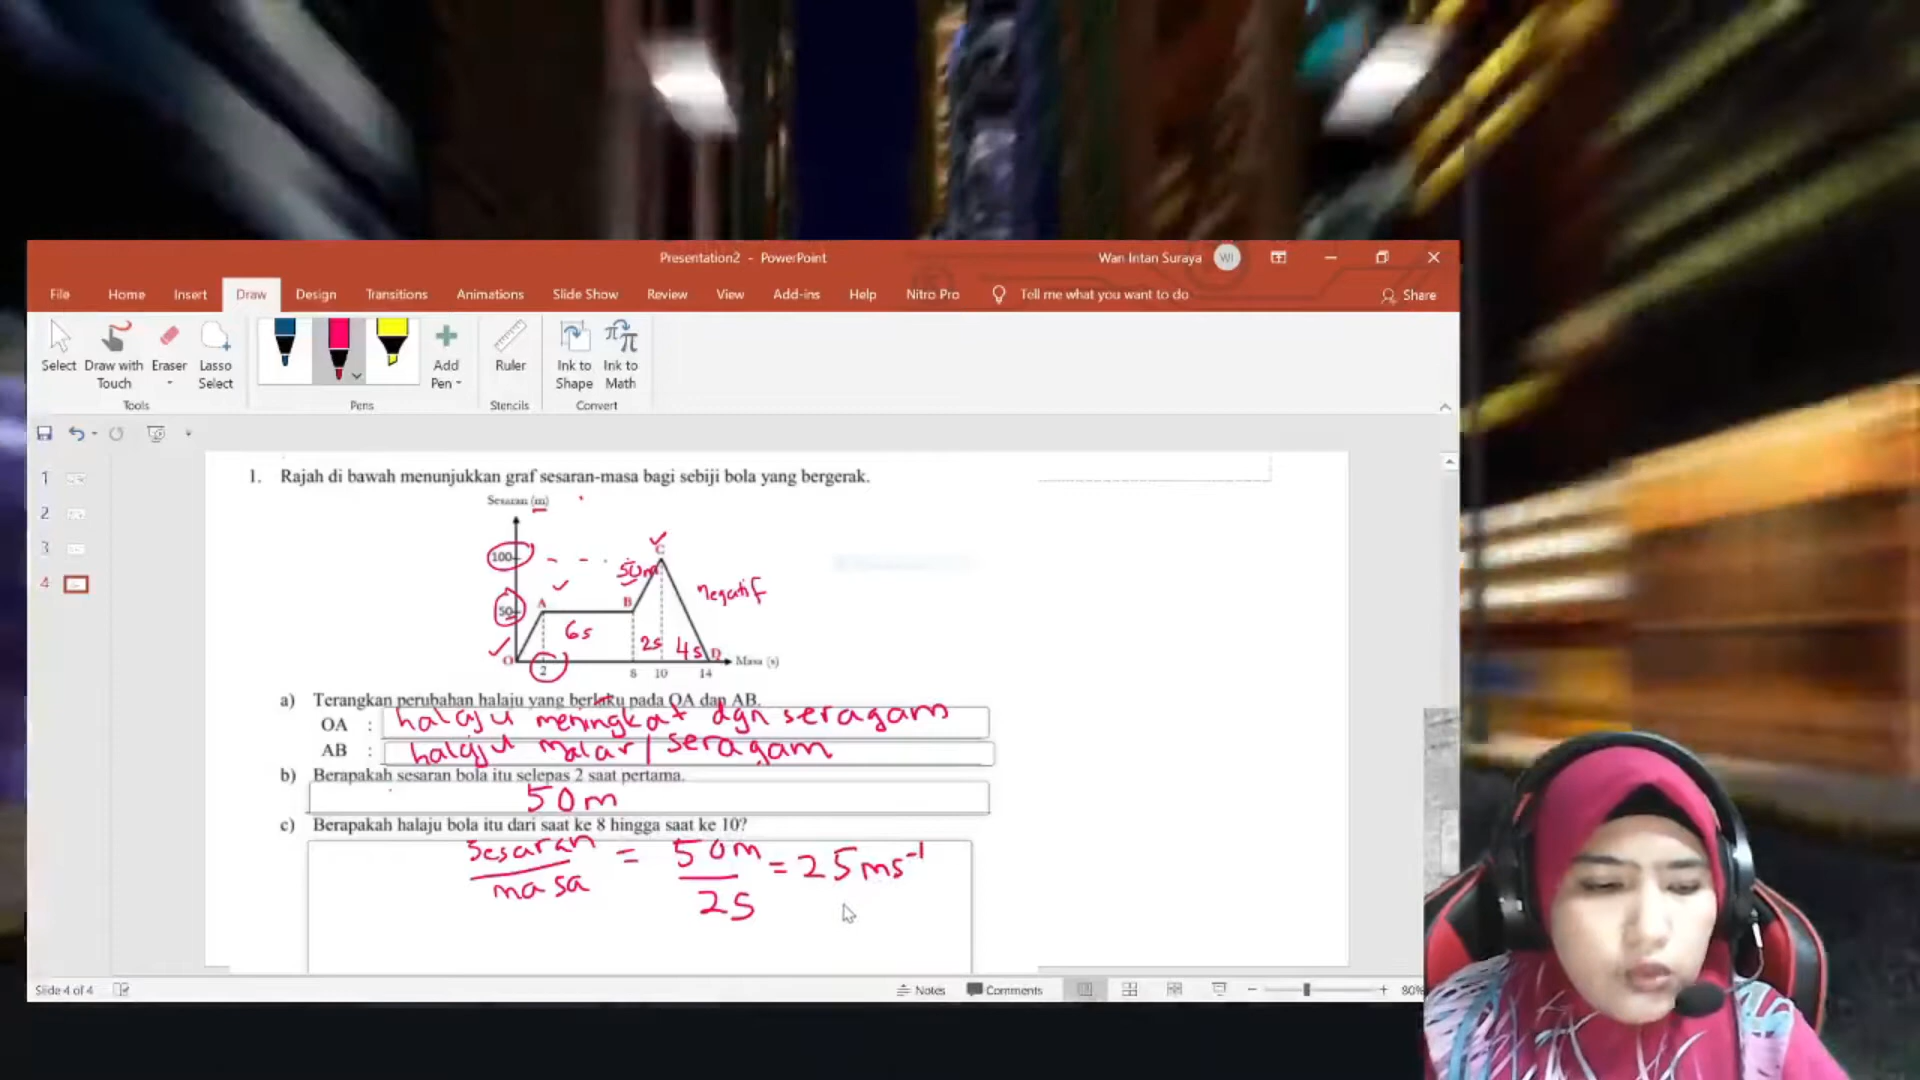 Presentation2 - PowerPoint
Wan Intan Suraya WI
File Home Insert Draw Design Transitions Animations Slide Show Review View Add-ins Help Nitro Pro Tell me what you want to do Share
Select Draw with Touch Eraser Lasso Select Add Pen Ruler Ink to Shape Ink to Math
Tools Pens Stencils Convert
1
2
3
4
1. Rajah di bawah menunjukkan graf sesaran-masa bagi sebiji bola yang bergerak.
Sesaran (m)
100
C
50m
negatif
50
A
B
6s
2s
4s
O
D
Masa (s)
2
8
10
14
a) Terangkan perubahan halaju yang berlaku pada OA dan AB.
OA : halaju meningkat dgn seragam
AB : halaju malar / seragam
b) Berapakah sesaran bola itu selepas 2 saat pertama.
50m
c) Berapakah halaju bola itu dari saat ke 8 hingga saat ke 10?
Sesaran = 50m = 25ms⁻¹
masa 2s
Slide 4 of 4
Notes Comments 80%